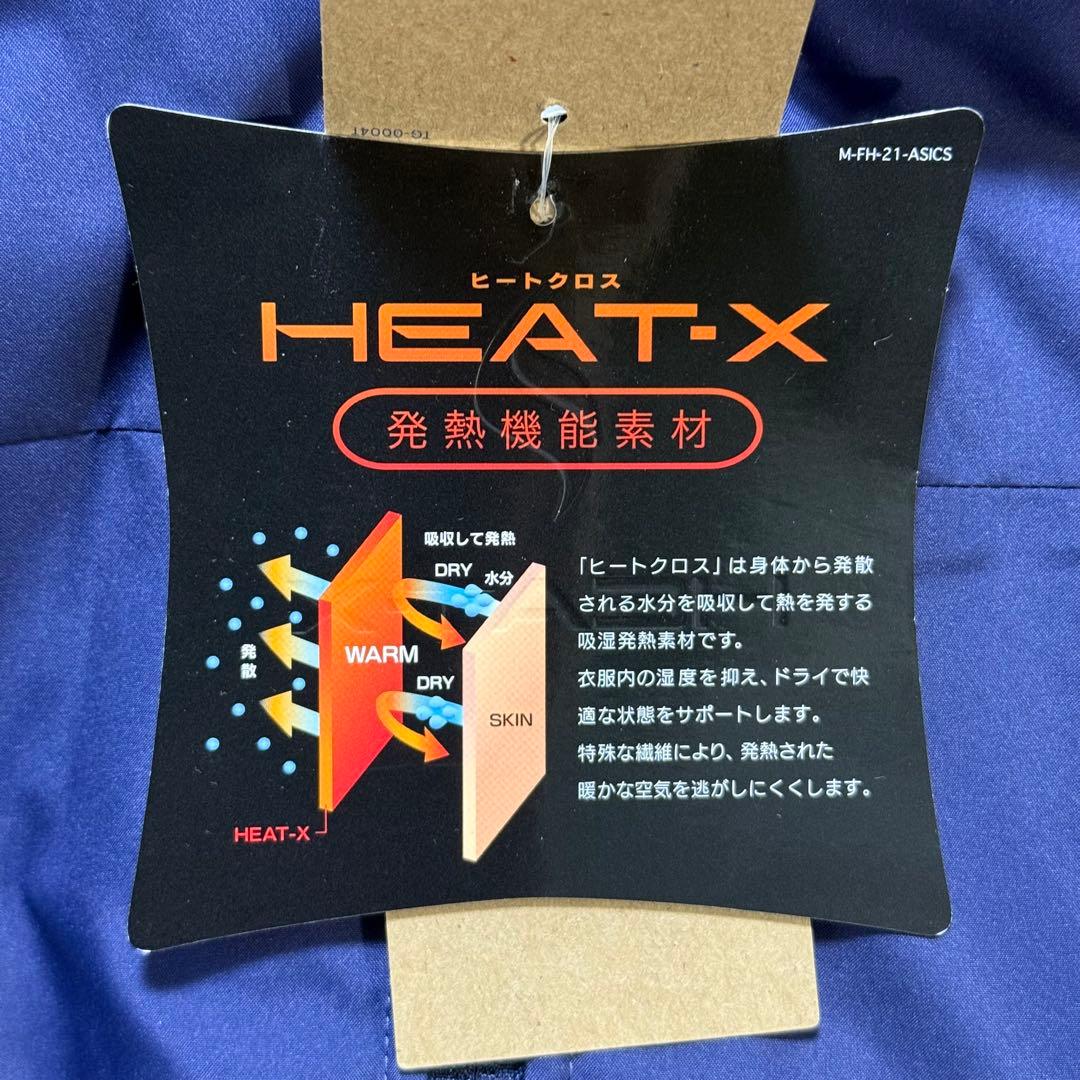 TG-0004T
M-FH-21-ASICS
ヒートクロス
HEAT-X
発熱機能素材
吸収して発熱
DRY
水分
発散
WARM
DRY
SKIN
HEAT-X
「ヒートクロス」は身体から発散
される水分を吸収して熱を発する
吸湿発熱素材です。
衣服内の湿度を抑え、ドライで快
適な状態をサポートします。
特殊な繊維により、発熱された
暖かな空気を逃がしにくくします。